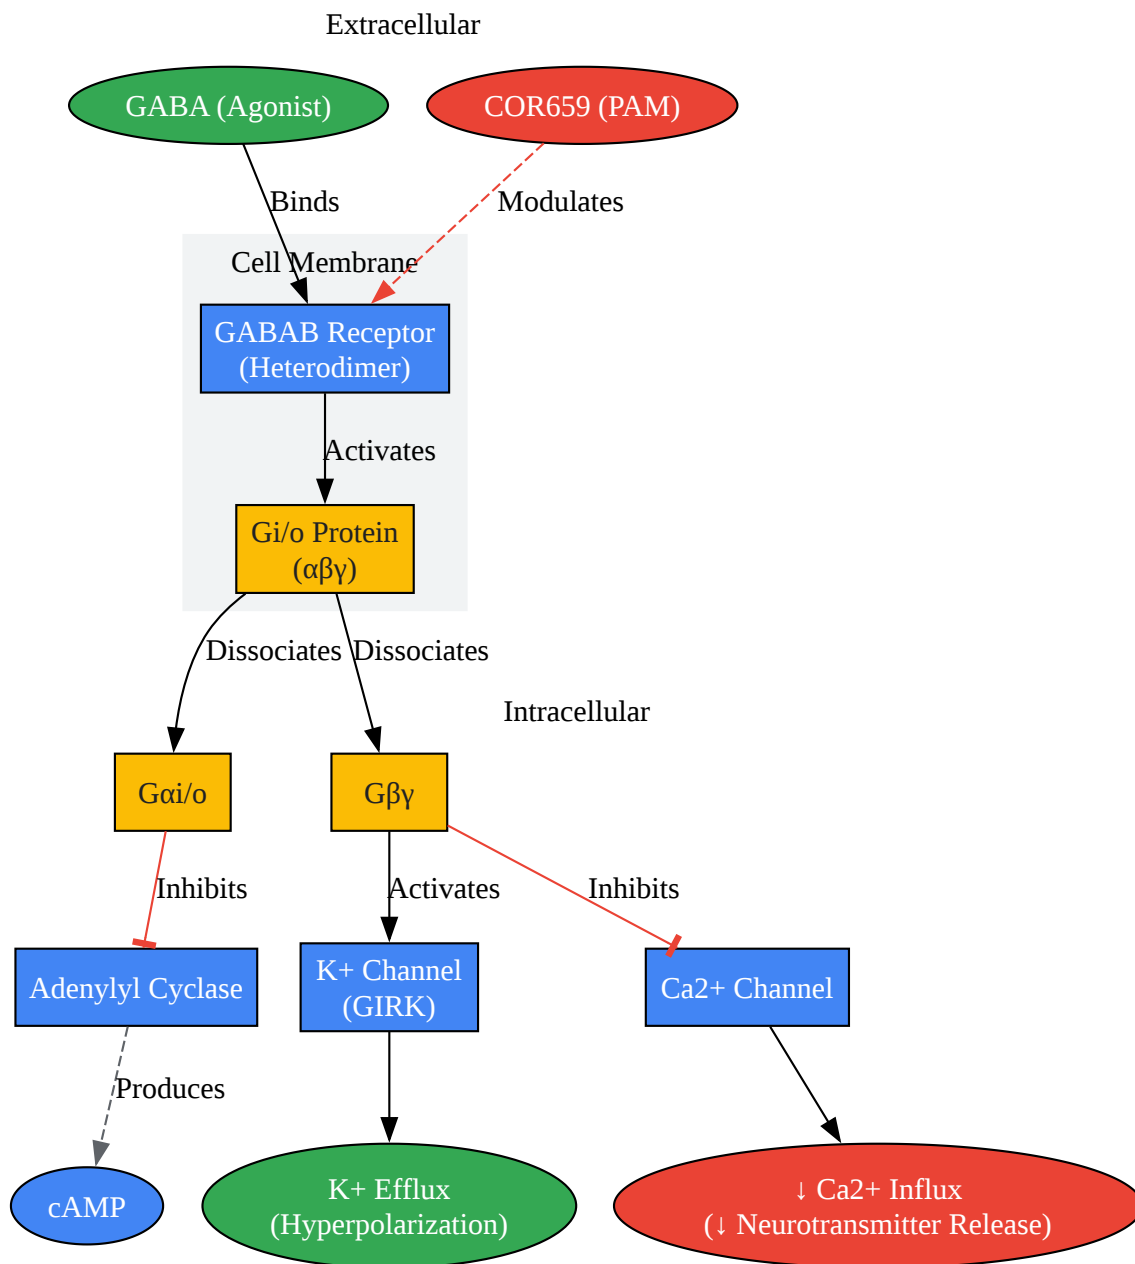 Extracellular
GABA (Agonist)
COR659 (PAM)
Binds
Modulates
Cell Membrane
GABAB Receptor
(Heterodimer)
Activates
Gi/o Protein
(αβγ)
Dissociates
Dissociates
Intracellular
Gαi/o
Gβγ
Inhibits
Activates
Inhibits
Adenylyl Cyclase
K+ Channel
(GIRK)
Ca2+ Channel
Produces
cAMP
K+ Efflux
(Hyperpolarization)
↓ Ca2+ Influx
(↓ Neurotransmitter Release)